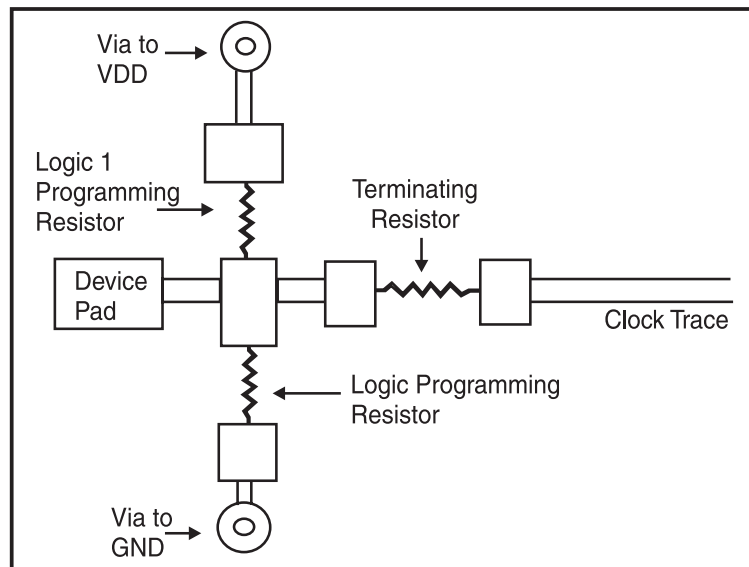 Via to
VDD
Logic 1
Programming
Resistor
Terminating
Resistor
Device
Pad
Clock Trace
Logic Programming
Resistor
Via to
GND